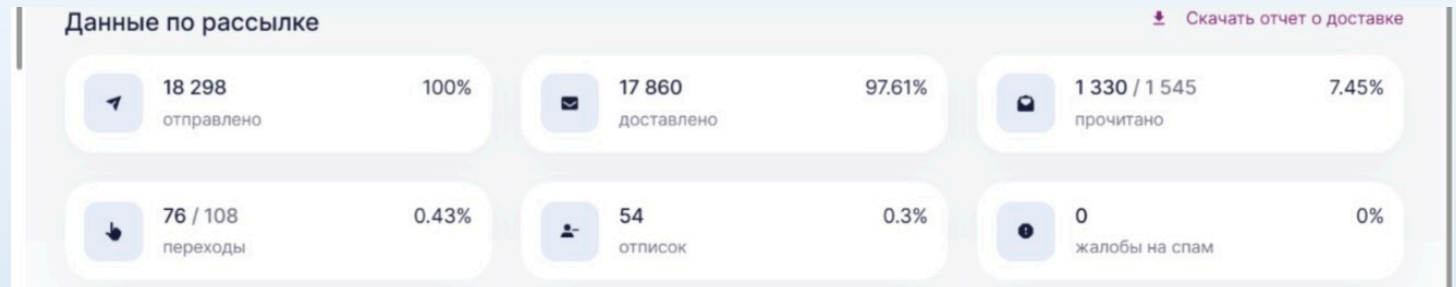 Данные по рассылке
Скачать отчет о доставке
18 298 100%
отправлено
17 860 97.61%
доставлено
1 330 / 1 545 7.45%
прочитано
76 / 108 0.43%
переходы
54 0.3%
отписок
0 0%
жалобы на спам